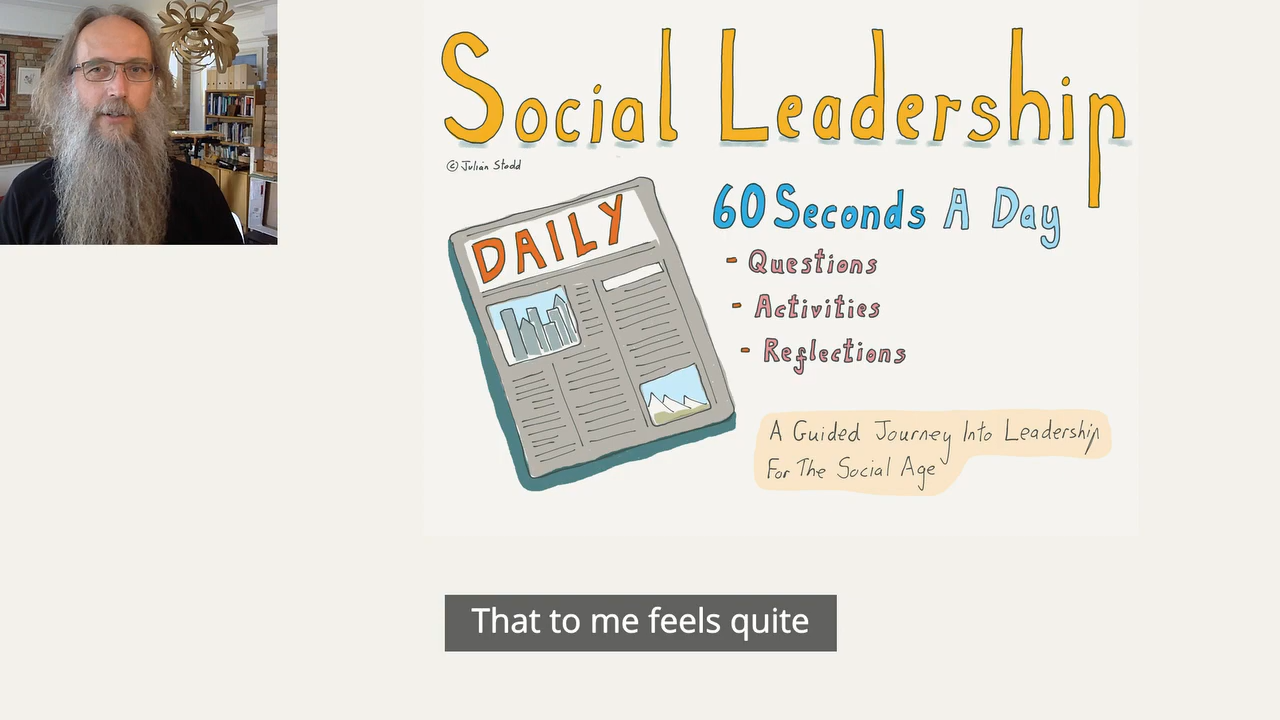 Social Leadership
© Julian Stodd
DAILY
60 Seconds A Day
- Questions
- Activities
- Reflections
A Guided Journey Into Leadership
For The Social Age
That to me feels quite